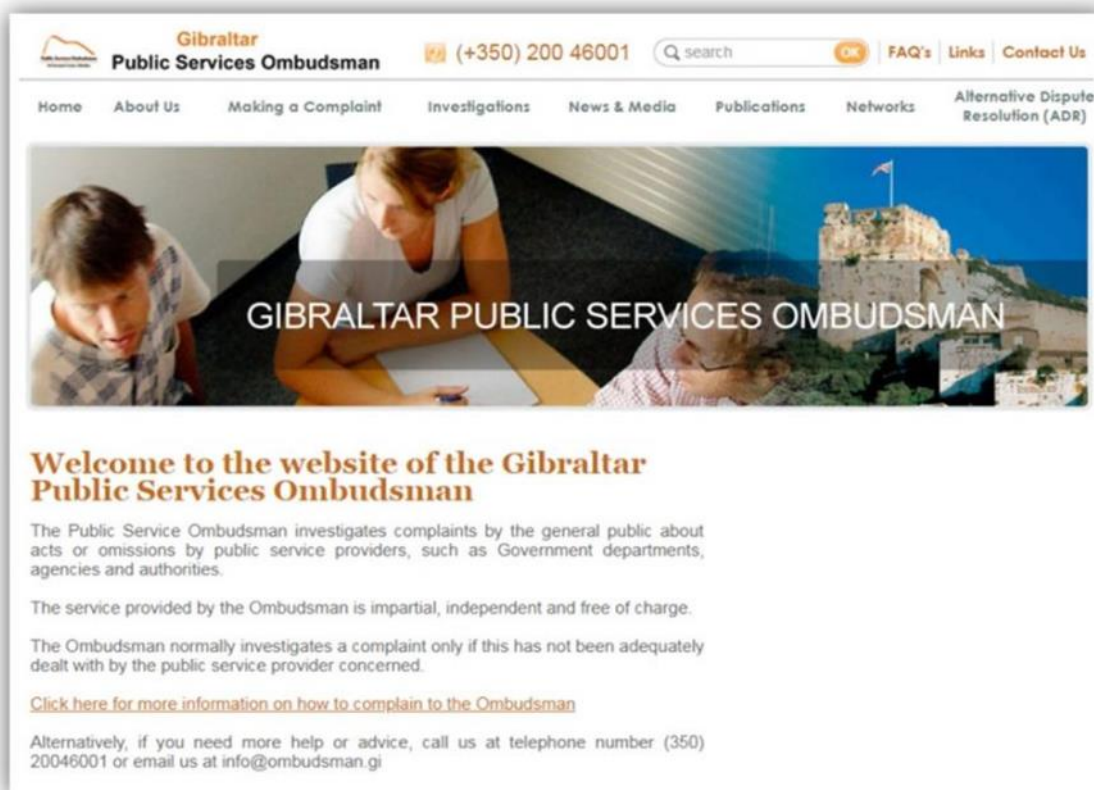 Gibraltar
Public Services Ombudsman
(+350) 200 46001
search
OK
FAQ's
Links
Contact Us
Home
About Us
Making a Complaint
Investigations
News & Media
Publications
Networks
Alternative Dispute
Resolution (ADR)
GIBRALTAR PUBLIC SERVICES OMBUDSMAN
Welcome to the website of the Gibraltar
Public Services Ombudsman
The Public Service Ombudsman investigates complaints by the general public about
acts or omissions by public service providers, such as Government departments,
agencies and authorities.
The service provided by the Ombudsman is impartial, independent and free of charge.
The Ombudsman normally investigates a complaint only if this has not been adequately
dealt with by the public service provider concerned.
Click here for more information on how to complain to the Ombudsman
Alternatively, if you need more help or advice, call us at telephone number (350)
20046001 or email us at info@ombudsman.gi